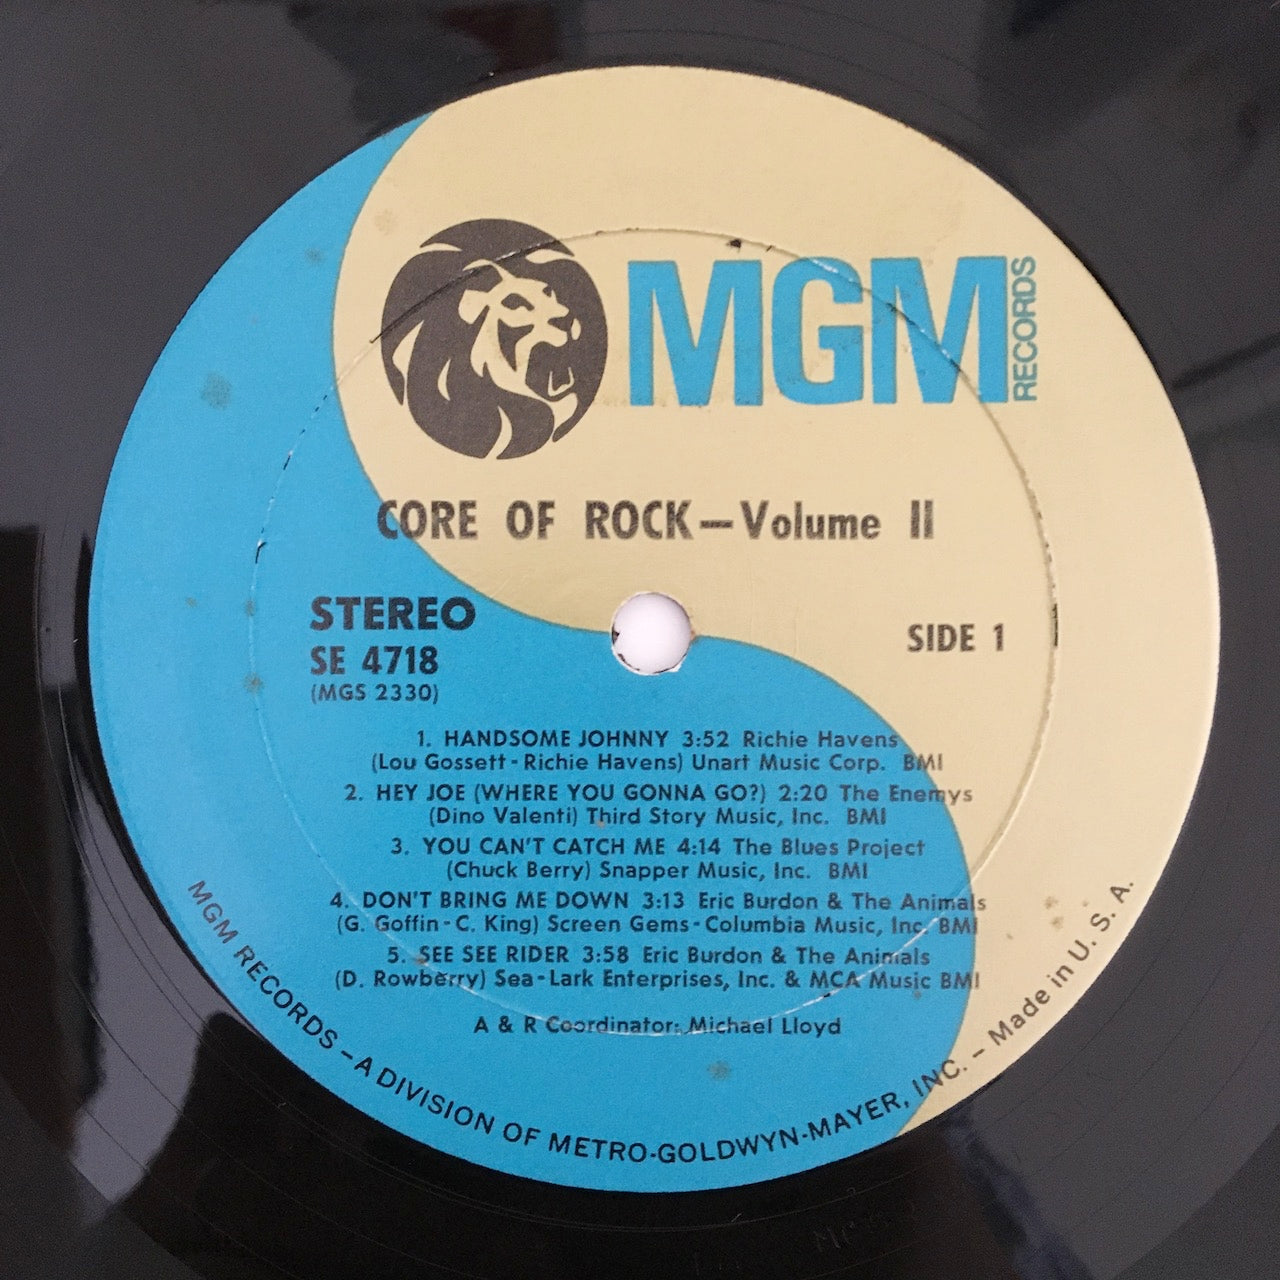 MGM RECORDS
CORE OF ROCK—Volume II
STEREO
SE 4718
(MGS 2330)
SIDE 1
1. HANDSOME JOHNNY 3:52 Richie Havens
(Lou Gossett - Richie Havens) Unart Music Corp. BMI
2. HEY JOE (WHERE YOU GONNA GO?) 2:20 The Enemys
(Dino Valenti) Third Story Music, Inc. BMI
3. YOU CAN'T CATCH ME 4:14 The Blues Project
(Chuck Berry) Snapper Music, Inc. BMI
4. DON'T BRING ME DOWN 3:13 Eric Burdon & The Animals
(G. Goffin - C. King) Screen Gems - Columbia Music, Inc. BMI
5. SEE SEE RIDER 3:58 Eric Burdon & The Animals
(D. Rowberry) Sea-Lark Enterprises, Inc. & MCA Music BMI
A & R Coordinator: Michael Lloyd
MGM RECORDS – A DIVISION OF METRO-GOLDWYN-MAYER, INC. – Made in U. S. A.